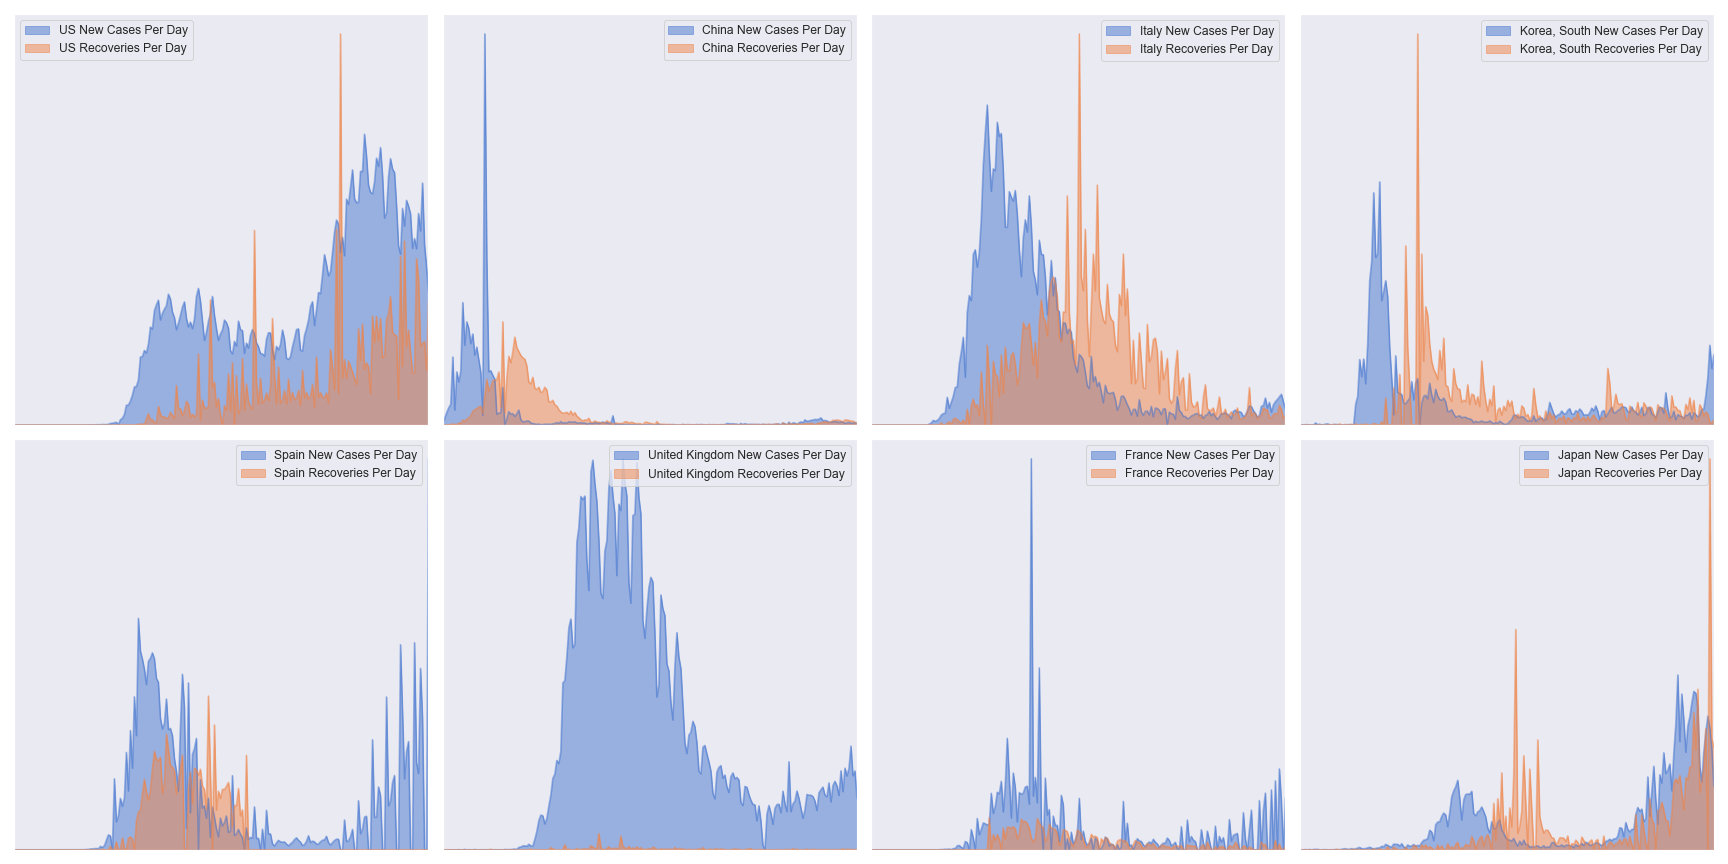 US New Cases Per Day
US Recoveries Per Day
China New Cases Per Day
China Recoveries Per Day
Italy New Cases Per Day
Italy Recoveries Per Day
Korea, South New Cases Per Day
Korea, South Recoveries Per Day
Spain New Cases Per Day
Spain Recoveries Per Day
United Kingdom New Cases Per Day
United Kingdom Recoveries Per Day
France New Cases Per Day
France Recoveries Per Day
Japan New Cases Per Day
Japan Recoveries Per Day